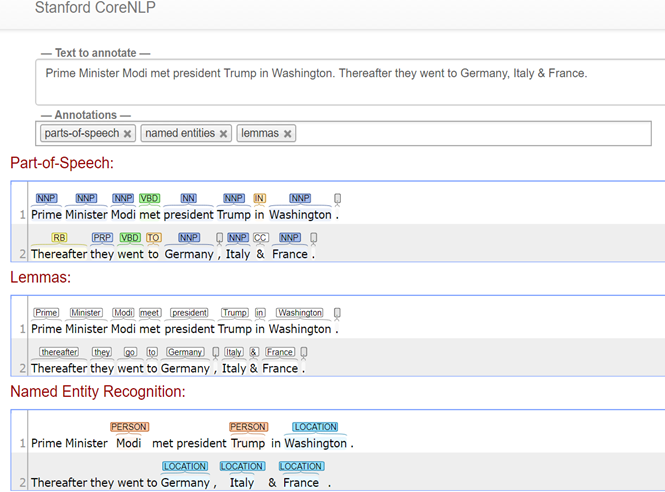 Stanford CoreNLP
— Text to annotate —
Prime Minister Modi met president Trump in Washington. Thereafter they went to Germany, Italy & France.
— Annotations —
parts-of-speech × named entities × lemmas ×
Part-of-Speech:
NNP NNP NNP VBD NN NNP IN NNP .
1 Prime Minister Modi met president Trump in Washington .
RB PRP VBD TO NNP , NNP CC NNP .
2 Thereafter they went to Germany , Italy & France .
Lemmas:
Prime Minister Modi meet president Trump in Washington .
1 Prime Minister Modi met president Trump in Washington .
thereafter they go to Germany , Italy & France .
2 Thereafter they went to Germany , Italy & France .
Named Entity Recognition:
PERSON PERSON LOCATION
1 Prime Minister Modi met president Trump in Washington .
LOCATION LOCATION LOCATION
2 Thereafter they went to Germany , Italy & France .